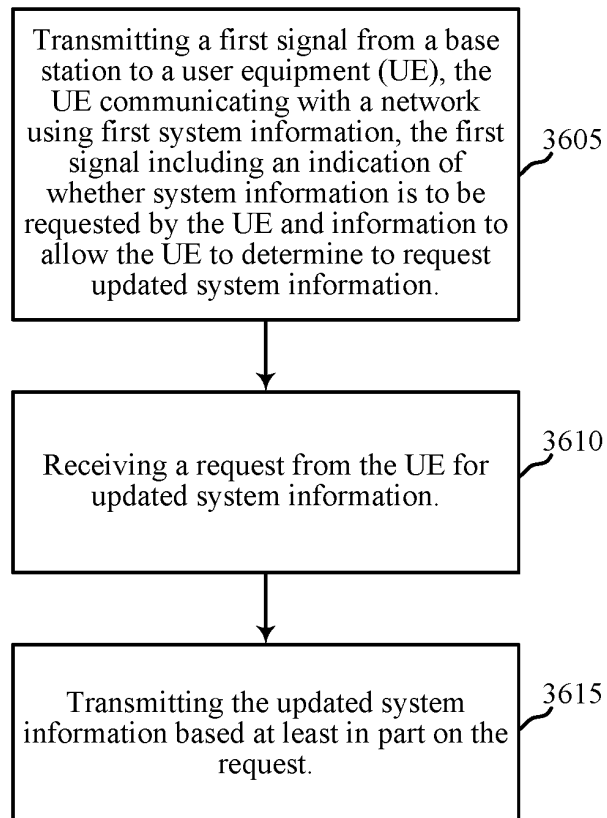 Transmitting a first signal from a base
station to a user equipment (UE), the
UE communicating with a network
using first system information, the first
signal including an indication of
whether system information is to be
requested by the UE and information to
allow the UE to determine to request
updated system information.
3605
Receiving a request from the UE for
updated system information.
3610
Transmitting the updated system
information based at least in part on the
request.
3615